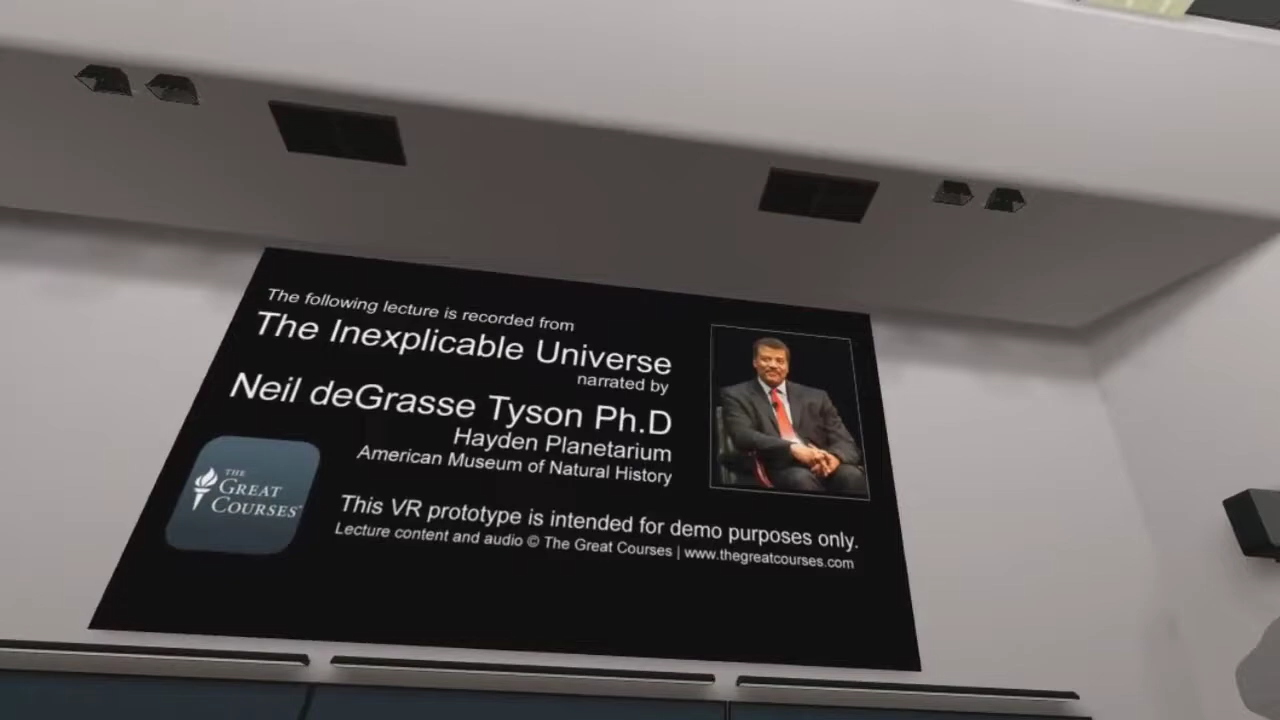 The following lecture is recorded from
The Inexplicable Universe
narrated by
Neil deGrasse Tyson Ph.D
Hayden Planetarium
American Museum of Natural History
THE
GREAT
COURSES™
This VR prototype is intended for demo purposes only.
Lecture content and audio © The Great Courses | www.thegreatcourses.com